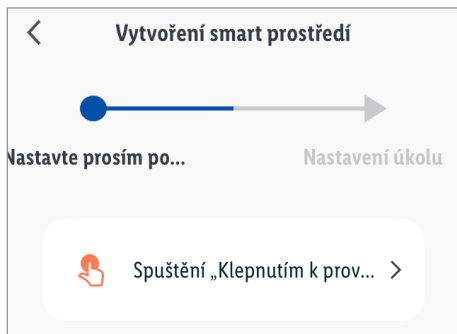 Vytvoření smart prostředí
Nastavte prosím po...
Nastavení úkolu
Spuštění „Klepnutím k prov...